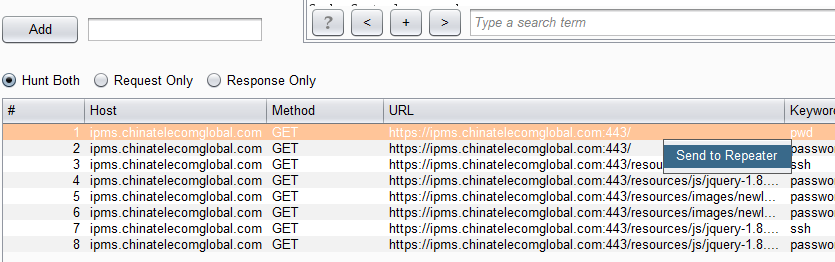 Add
? < + > Type a search term
Hunt Both Request Only Response Only
# Host Method URL Keywo
1 ipms.chinatelecomglobal.com GET https://ipms.chinatelecomglobal.com:443/ pwd
2 ipms.chinatelecomglobal.com GET https://ipms.chinatelecomglobal.com:443/ passwo
Send to Repeater
3 ipms.chinatelecomglobal.com GET https://ipms.chinatelecomglobal.com:443/resou ssh
4 ipms.chinatelecomglobal.com GET https://ipms.chinatelecomglobal.com:443/resources/js/jquery-1.8.... passwo
5 ipms.chinatelecomglobal.com GET https://ipms.chinatelecomglobal.com:443/resources/images/newl... passwo
6 ipms.chinatelecomglobal.com GET https://ipms.chinatelecomglobal.com:443/resources/images/newl... passwo
7 ipms.chinatelecomglobal.com GET https://ipms.chinatelecomglobal.com:443/resources/js/jquery-1.8.... ssh
8 ipms.chinatelecomglobal.com GET https://ipms.chinatelecomglobal.com:443/resources/js/jquery-1.8.... passwo